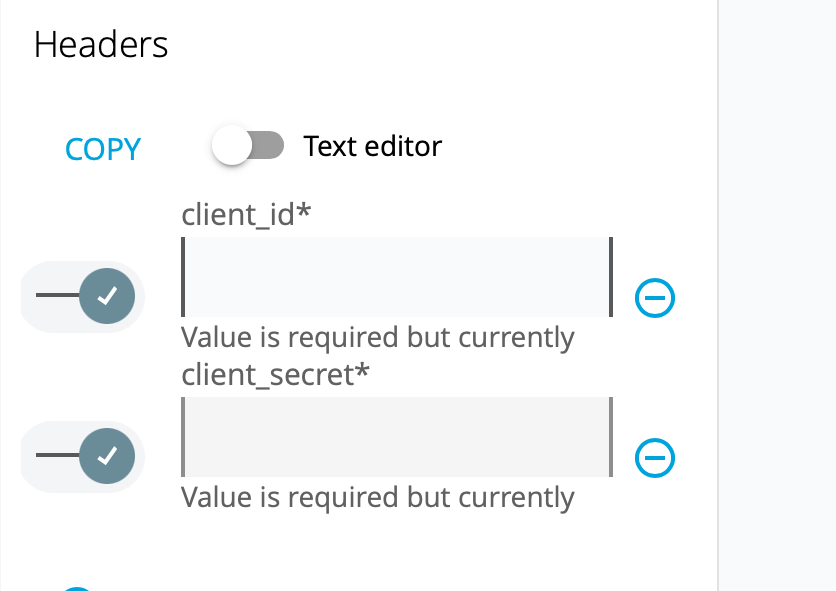 Headers
COPY
Text editor
client_id*
Value is required but currently
client_secret*
Value is required but currently